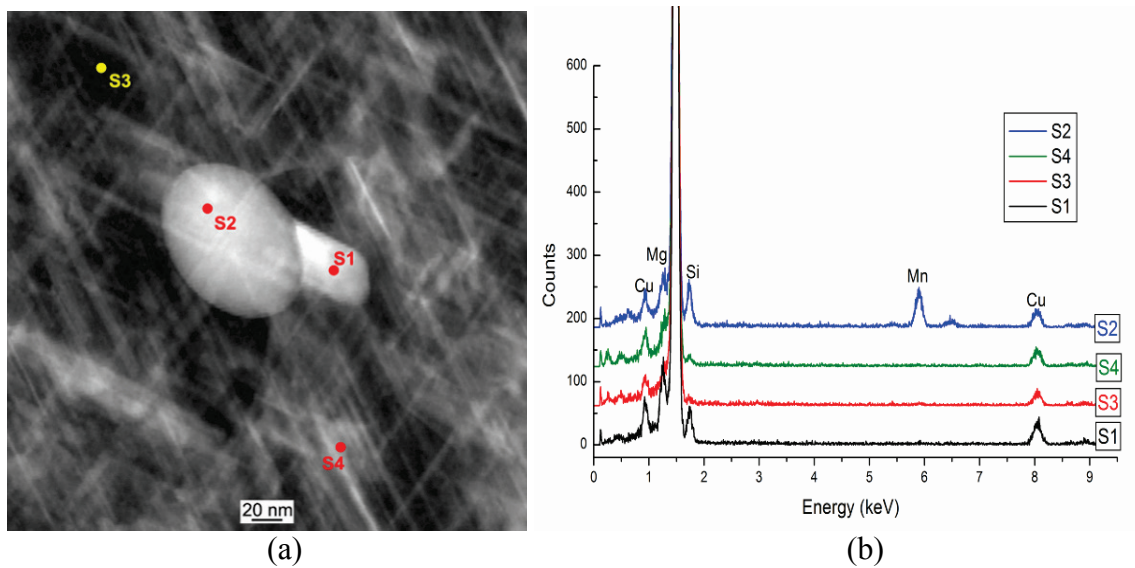 S3
S2
S1
S4
20 nm
(a)
600
500
400
300
200
100
0
Counts
S2
S4
S3
S1
Mg
Cu
Si
Mn
Cu
S2
S4
S3
S1
0 1 2 3 4 5 6 7 8 9
Energy (keV)
(b)